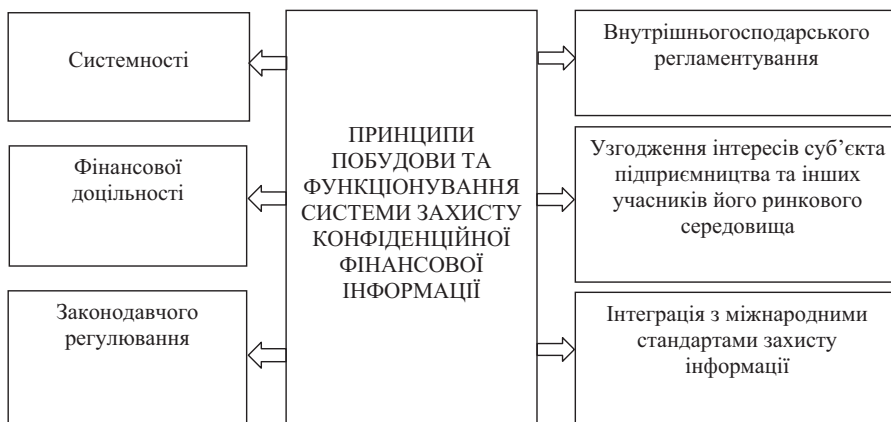 Системності
Фінансової
доцільності
Законодавчого
регулювання
ПРИНЦИПИ
ПОБУДОВИ ТА
ФУНКЦІОНУВАННЯ
СИСТЕМИ ЗАХИСТУ
КОНФІДЕНЦІЙНОЇ
ФІНАНСОВОЇ
ІНФОРМАЦІЇ
Внутрішньогосподарського
регламентування
Узгодження інтересів суб’єкта
підприємництва та інших
учасників його ринкового
середовища
Інтеграція з міжнародними
стандартами захисту
інформації